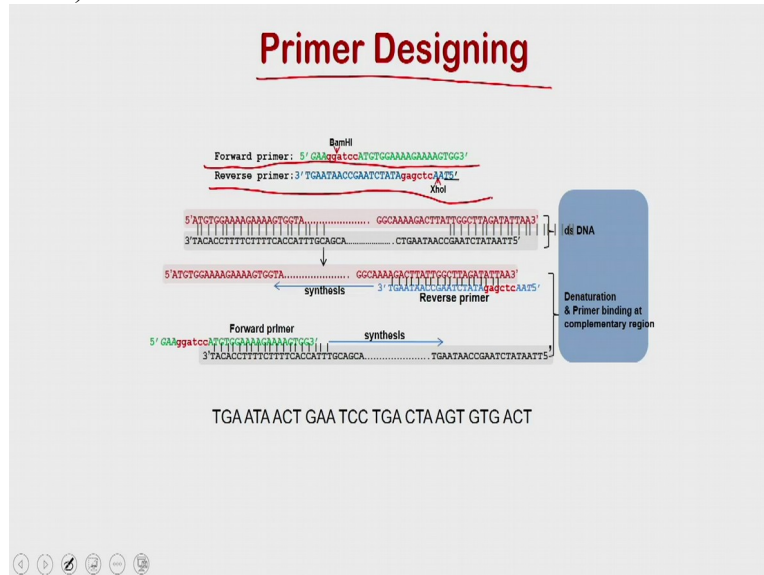 Primer Designing
BamHI
Forward primer: 5'GAAggatccATGTGGAAAAGAAAAGTGG3'
Reverse primer:3'TGAATAACCGAATCTATAgagctcAAT5'
XhoI
5'ATGTGGAAAAGAAAAGTGGTA..................... GGCAAAAGACTTATTGGCTTAGATATTAA3'
3'TACACCTTTTCTTTTCACCATTTGCAGCA....................CTGAATAACCGAATCTATAATT5'
ds DNA
5'ATGTGGAAAAGAAAAGTGGTA..................... GGCAAAAGACTTATTGGCTTAGATATTAA3'
synthesis
3'TGAATAACCGAATCTATAgagctcAAT5'
Reverse primer
Denaturation
& Primer binding at
complementary region
Forward primer
synthesis
5'GAAggatccATGTGGAAAAGAAAAGTGG3'
3'TACACCTTTTCTTTTCACCATTTGCAGCA.....................TGAATAACCGAATCTATAATT5'
TGA ATA ACT GAA TCC TGA CTA AGT GTG ACT